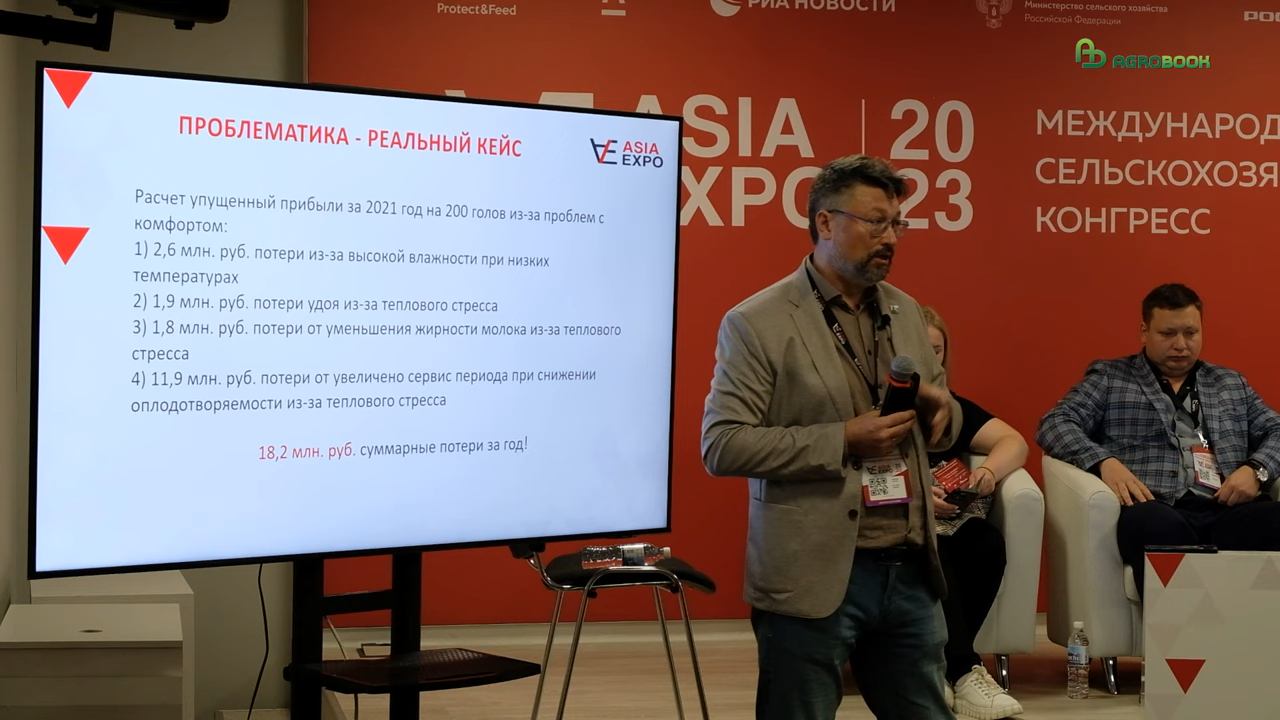 Protect&Feed
РИА НОВОСТИ
Министерство сельского хозяйства
Российской Федерации
AGROBOOK
ASIA
20
23
МЕЖДУНАРОД
СЕЛЬСКОХОЗЯ
КОНГРЕСС
ПРОБЛЕМАТИКА - РЕАЛЬНЫЙ КЕЙС
ASIA
EXPO
Расчет упущенный прибыли за 2021 год на 200 голов из-за проблем с
комфортом:
1) 2,6 млн. руб. потери из-за высокой влажности при низких
температурах
2) 1,9 млн. руб. потери удоя из-за теплового стресса
3) 1,8 млн. руб. потери от уменьшения жирности молока из-за теплового
стресса
4) 11,9 млн. руб. потери от увеличено сервис периода при снижении
оплодотворяемости из-за теплового стресса
18,2 млн. руб. суммарные потери за год!